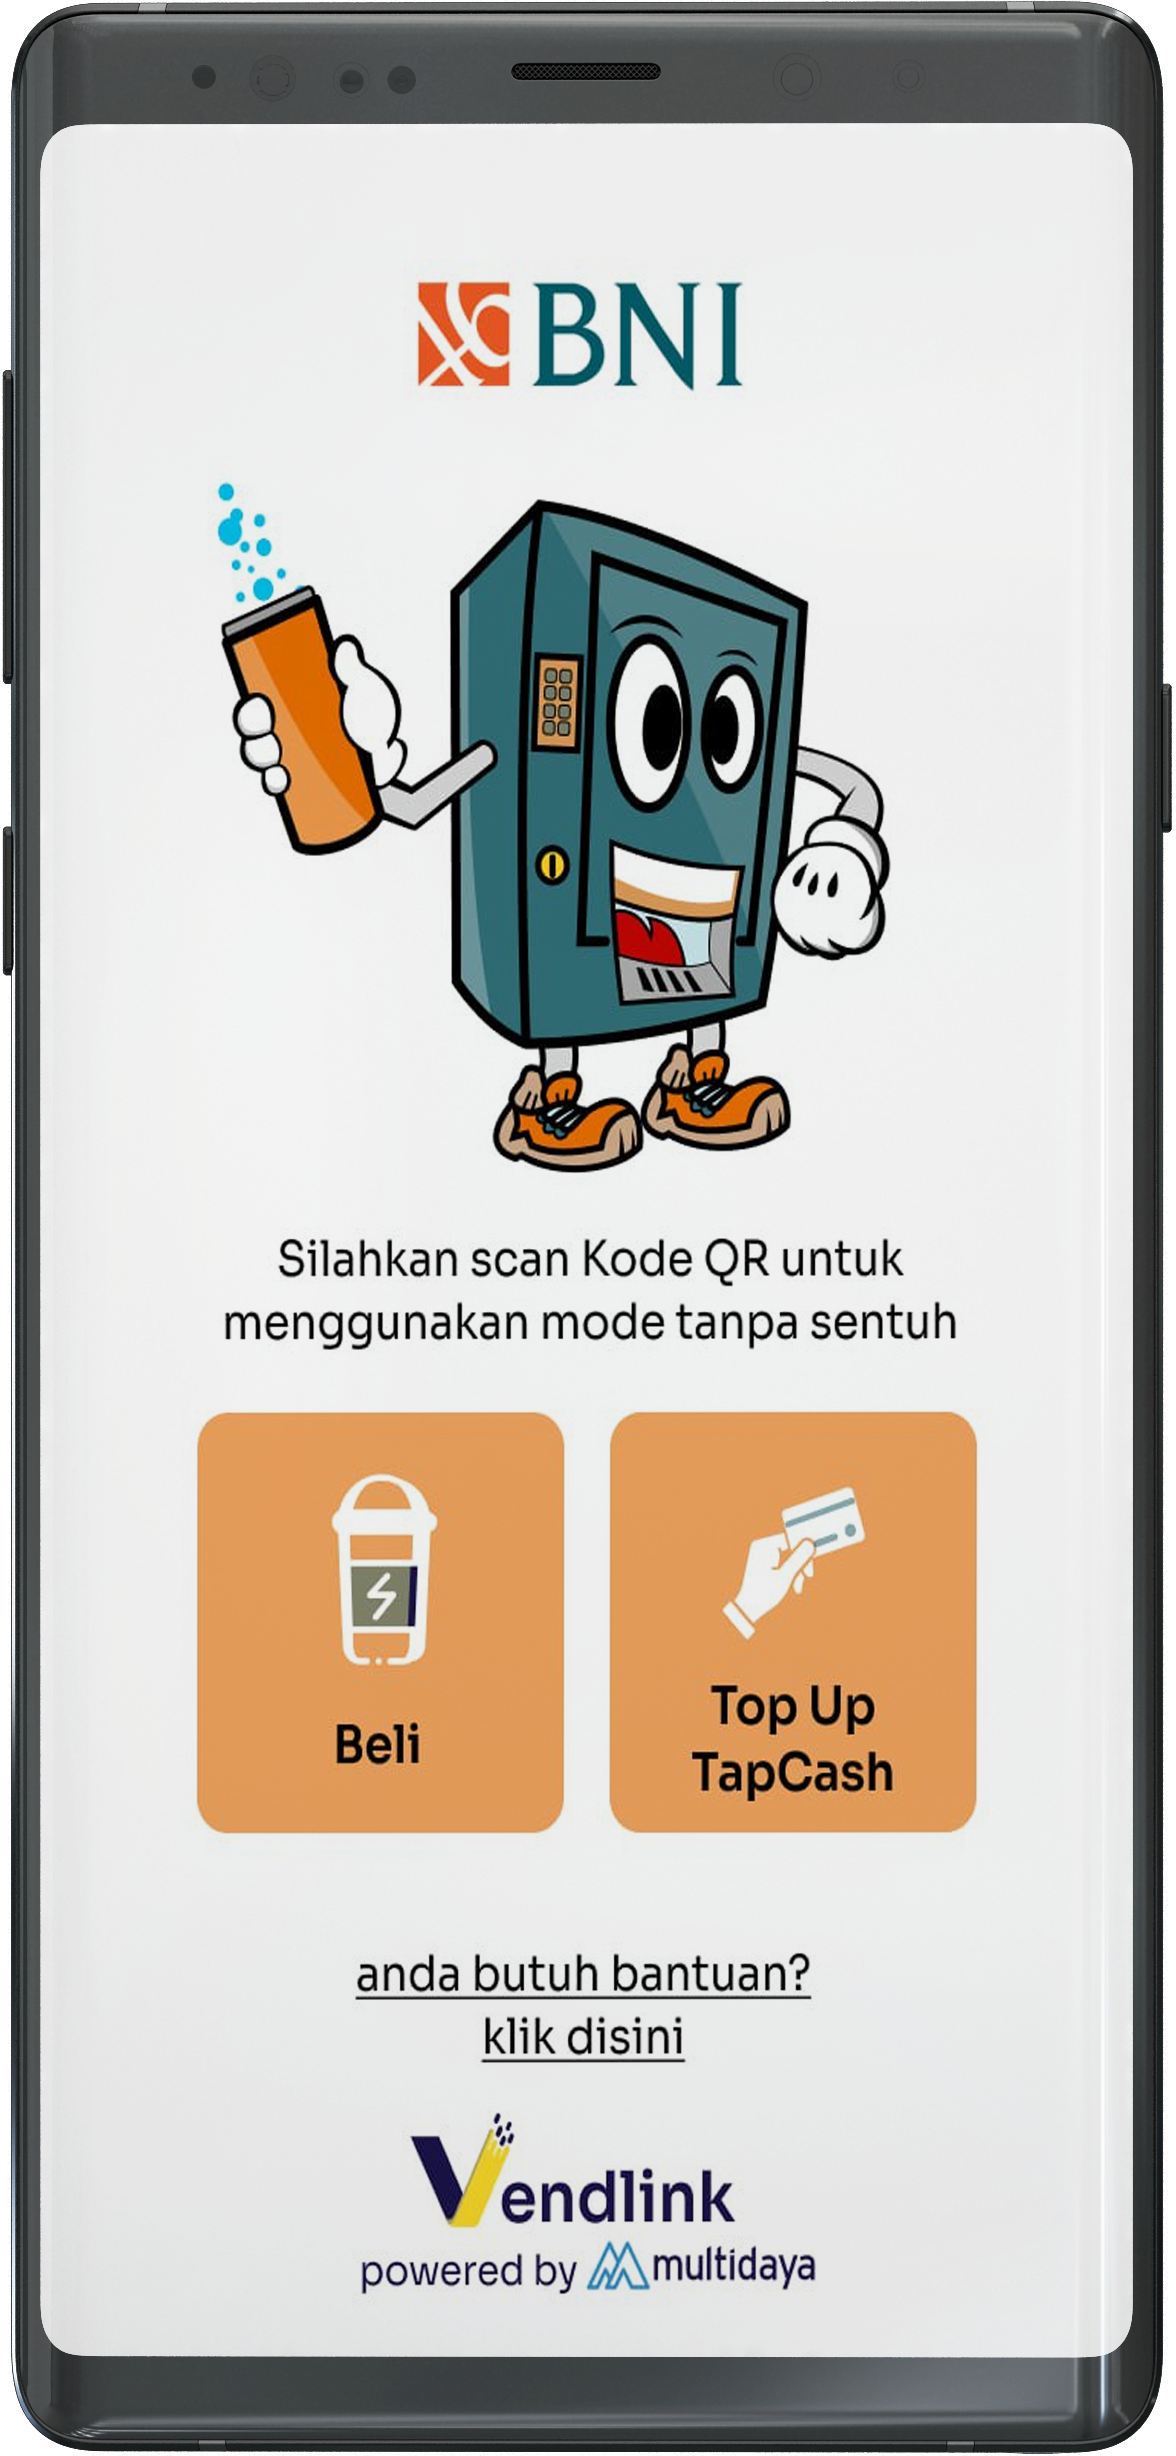 BNI
Silahkan scan Kode QR untuk
menggunakan mode tanpa sentuh
Beli
Top Up
TapCash
anda butuh bantuan?
klik disini
Vendlink
powered by multidaya